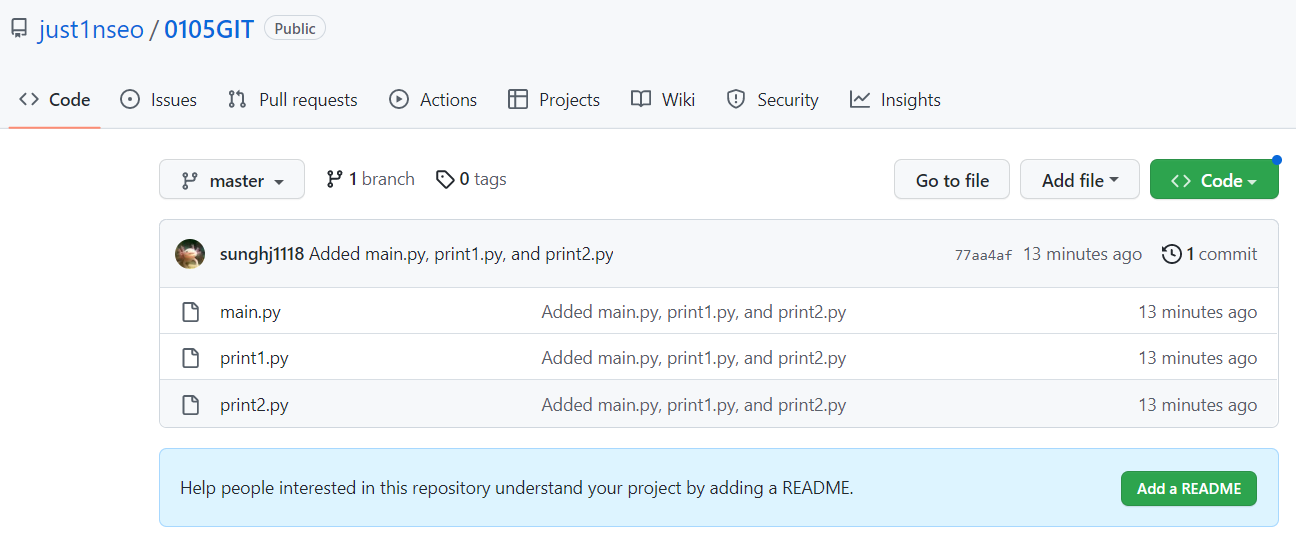 just1nseo / 0105GIT Public
Code Issues Pull requests Actions Projects Wiki Security Insights
master 1 branch 0 tags Go to file Add file Code
sunghj1118 Added main.py, print1.py, and print2.py 77aa4af 13 minutes ago 1 commit
main.py Added main.py, print1.py, and print2.py 13 minutes ago
print1.py Added main.py, print1.py, and print2.py 13 minutes ago
print2.py Added main.py, print1.py, and print2.py 13 minutes ago
Help people interested in this repository understand your project by adding a README. Add a README